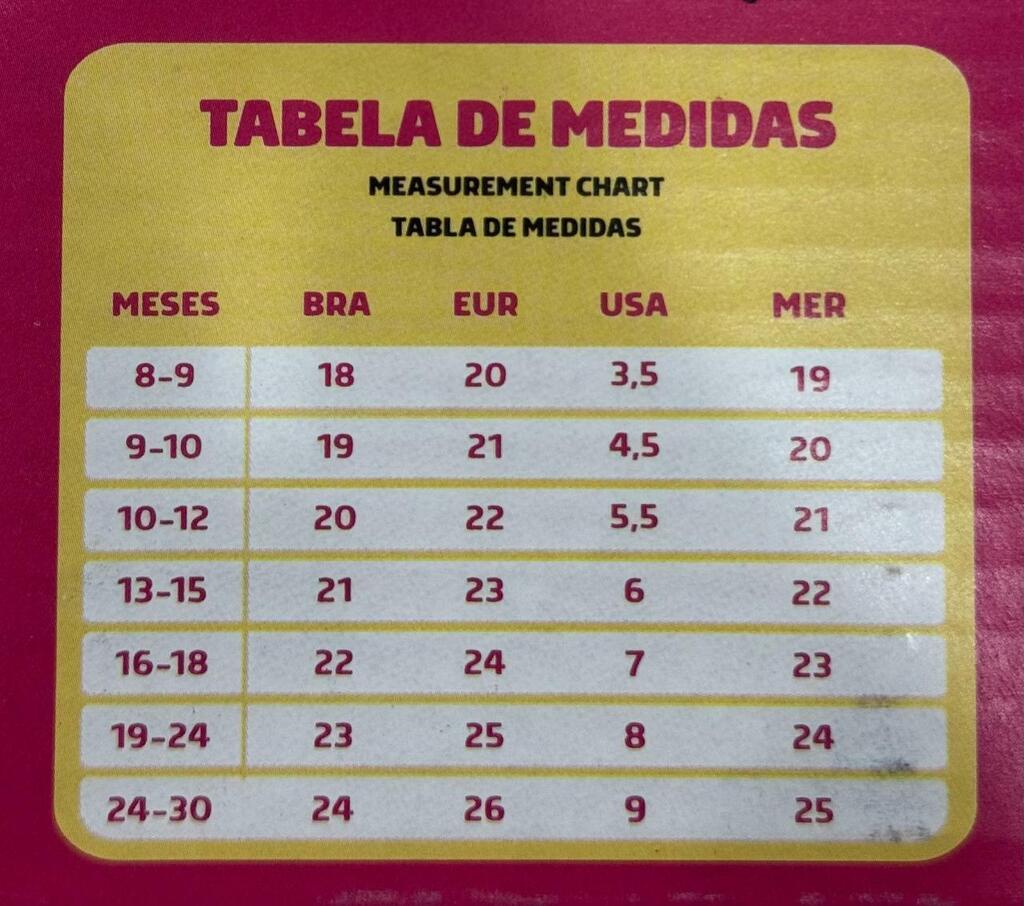 TABELA DE MEDIDAS
MEASUREMENT CHART
TABLA DE MEDIDAS
MESES BRA EUR USA MER
8-9 18 20 3,5 19
9-10 19 21 4,5 20
10-12 20 22 5,5 21
13-15 21 23 6 22
16-18 22 24 7 23
19-24 23 25 8 24
24-30 24 26 9 25